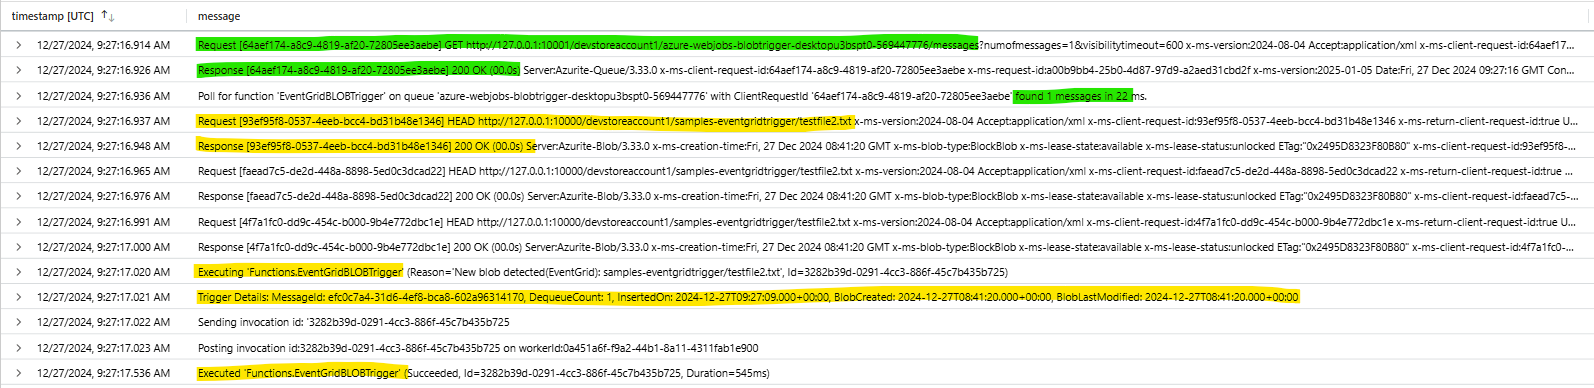 timestamp [UTC] message
12/27/2024, 9:27:16.914 AM Request [64aef174-a8c9-4819-af20-72805ee3aebe] GET http://127.0.0.1:10001/devstoreaccount1/azure-webjobs-blobtrigger-desktopu3bspt0-569447776/messages?numofmessages=1&visibilitytimeout=600 x-ms-version:2024-08-04 Accept:application/xml x-ms-client-request-id:64aef17...
12/27/2024, 9:27:16.926 AM Response [64aef174-a8c9-4819-af20-72805ee3aebe] 200 OK (00.0s) Server:Azurite-Queue/3.33.0 x-ms-client-request-id:64aef174-a8c9-4819-af20-72805ee3aebe x-ms-request-id:a00b9bb4-25b0-4d87-97d9-a2aed31cbd2f x-ms-version:2025-01-05 Date:Fri, 27 Dec 2024 09:27:16 GMT Con...
12/27/2024, 9:27:16.936 AM Poll for function 'EventGridBLOBTrigger' on queue 'azure-webjobs-blobtrigger-desktopu3bspt0-569447776' with ClientRequestId '64aef174-a8c9-4819-af20-72805ee3aebe' found 1 messages in 22 ms.
12/27/2024, 9:27:16.937 AM Request [93ef95f8-0537-4eeb-bcc4-bd31b48e1346] HEAD http://127.0.0.1:10000/devstoreaccount1/samples-eventgridtrigger/testfile2.txt x-ms-version:2024-08-04 Accept:application/xml x-ms-client-request-id:93ef95f8-0537-4eeb-bcc4-bd31b48e1346 x-ms-return-client-request-id:true U...
12/27/2024, 9:27:16.948 AM Response [93ef95f8-0537-4eeb-bcc4-bd31b48e1346] 200 OK (00.0s) Server:Azurite-Blob/3.33.0 x-ms-creation-time:Fri, 27 Dec 2024 08:41:20 GMT x-ms-blob-type:BlockBlob x-ms-lease-state:available x-ms-lease-status:unlocked ETag:"0x2495D8323F80B80" x-ms-client-request-id:93ef95f8-...
12/27/2024, 9:27:16.965 AM Request [faead7c5-de2d-448a-8898-5ed0c3dcad22] HEAD http://127.0.0.1:10000/devstoreaccount1/samples-eventgridtrigger/testfile2.txt x-ms-version:2024-08-04 Accept:application/xml x-ms-client-request-id:faead7c5-de2d-448a-8898-5ed0c3dcad22 x-ms-return-client-request-id:true ...
12/27/2024, 9:27:16.976 AM Response [faead7c5-de2d-448a-8898-5ed0c3dcad22] 200 OK (00.0s) Server:Azurite-Blob/3.33.0 x-ms-creation-time:Fri, 27 Dec 2024 08:41:20 GMT x-ms-blob-type:BlockBlob x-ms-lease-state:available x-ms-lease-status:unlocked ETag:"0x2495D8323F80B80" x-ms-client-request-id:faead7c5-...
12/27/2024, 9:27:16.991 AM Request [4f7a1fc0-dd9c-454c-b000-9b4e772dbc1e] HEAD http://127.0.0.1:10000/devstoreaccount1/samples-eventgridtrigger/testfile2.txt x-ms-version:2024-08-04 Accept:application/xml x-ms-client-request-id:4f7a1fc0-dd9c-454c-b000-9b4e772dbc1e x-ms-return-client-request-id:true U...
12/27/2024, 9:27:17.000 AM Response [4f7a1fc0-dd9c-454c-b000-9b4e772dbc1e] 200 OK (00.0s) Server:Azurite-Blob/3.33.0 x-ms-creation-time:Fri, 27 Dec 2024 08:41:20 GMT x-ms-blob-type:BlockBlob x-ms-lease-state:available x-ms-lease-status:unlocked ETag:"0x2495D8323F80B80" x-ms-client-request-id:4f7a1fc0-...
12/27/2024, 9:27:17.020 AM Executing 'Functions.EventGridBLOBTrigger' (Reason='New blob detected(EventGrid): samples-eventgridtrigger/testfile2.txt', Id=3282b39d-0291-4cc3-886f-45c7b435b725)
12/27/2024, 9:27:17.021 AM Trigger Details: MessageId: efc0c7a4-31d6-4ef8-bca8-602a96314170, DequeueCount: 1, InsertedOn: 2024-12-27T09:27:09.000+00:00, BlobCreated: 2024-12-27T08:41:20.000+00:00, BlobLastModified: 2024-12-27T08:41:20.000+00:00
12/27/2024, 9:27:17.022 AM Sending invocation id: '3282b39d-0291-4cc3-886f-45c7b435b725
12/27/2024, 9:27:17.023 AM Posting invocation id:3282b39d-0291-4cc3-886f-45c7b435b725 on workerId:0a451a6f-f9a2-44b1-8a11-4311fab1e900
12/27/2024, 9:27:17.536 AM Executed 'Functions.EventGridBLOBTrigger' (Succeeded, Id=3282b39d-0291-4cc3-886f-45c7b435b725, Duration=545ms)